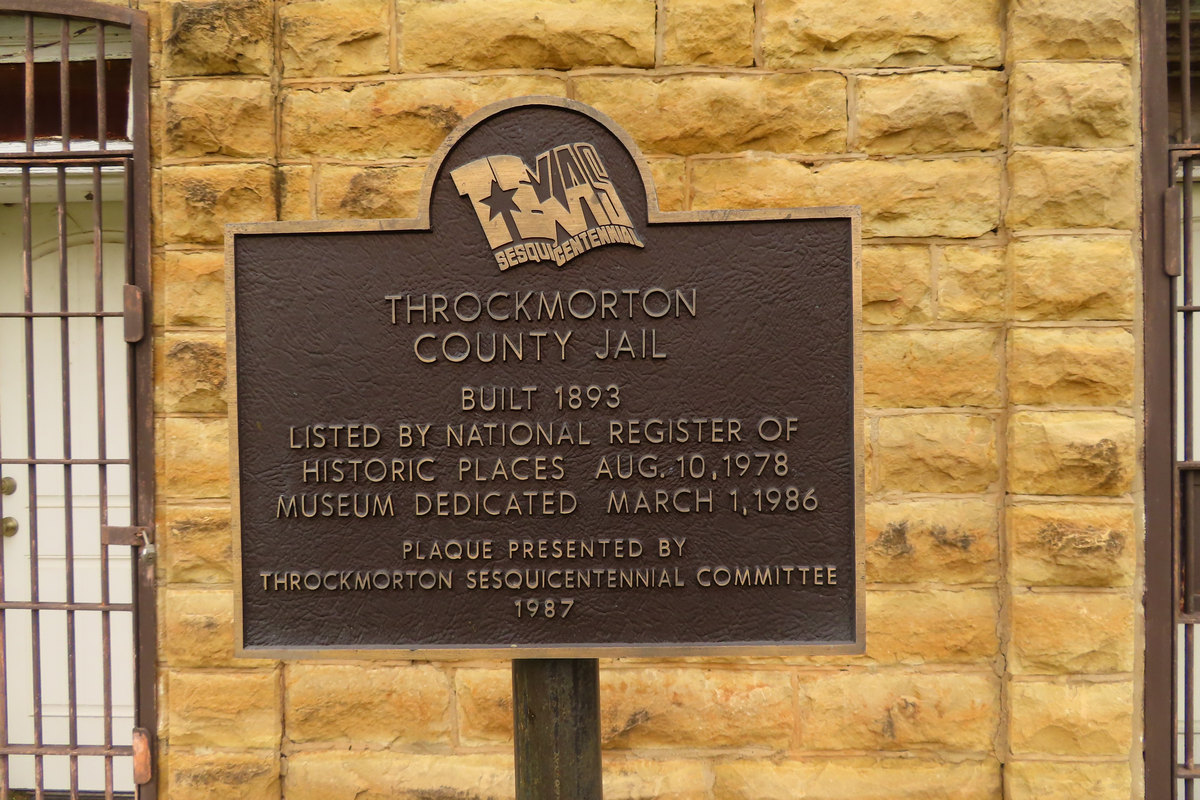 TEXAS
SESQUICENTENNIAL
THROCKMORTON
COUNTY JAIL
BUILT 1893
LISTED BY NATIONAL REGISTER OF
HISTORIC PLACES AUG. 10, 1978
MUSEUM DEDICATED MARCH 1, 1986
PLAQUE PRESENTED BY
THROCKMORTON SESQUICENTENNIAL COMMITTEE
1987